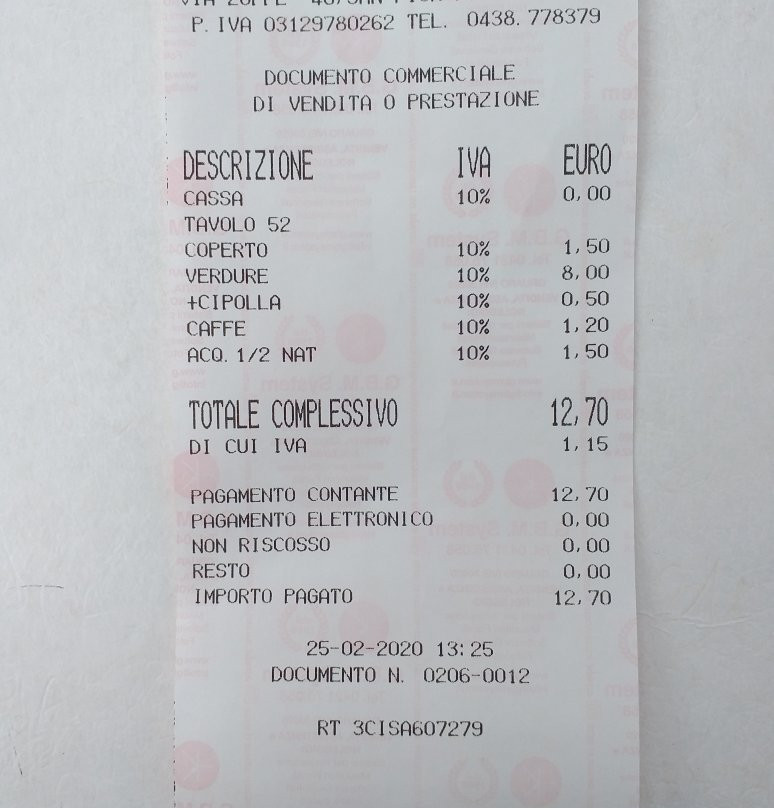 P. IVA 03129780262 TEL. 0438. 778379
DOCUMENTO COMMERCIALE
DI VENDITA O PRESTAZIONE
DESCRIZIONE IVA EURO
CASSA 10% 0,00
TAVOLO 52
COPERTO 10% 1,50
VERDURE 10% 8,00
+CIPOLLA 10% 0,50
CAFFE 10% 1,20
ACQ. 1/2 NAT 10% 1,50
TOTALE COMPLESSIVO 12,70
DI CUI IVA 1,15
PAGAMENTO CONTANTE 12,70
PAGAMENTO ELETTRONICO 0,00
NON RISCOSSO 0,00
RESTO 0,00
IMPORTO PAGATO 12,70
25-02-2020 13:25
DOCUMENTO N. 0206-0012
RT 3CISA607279